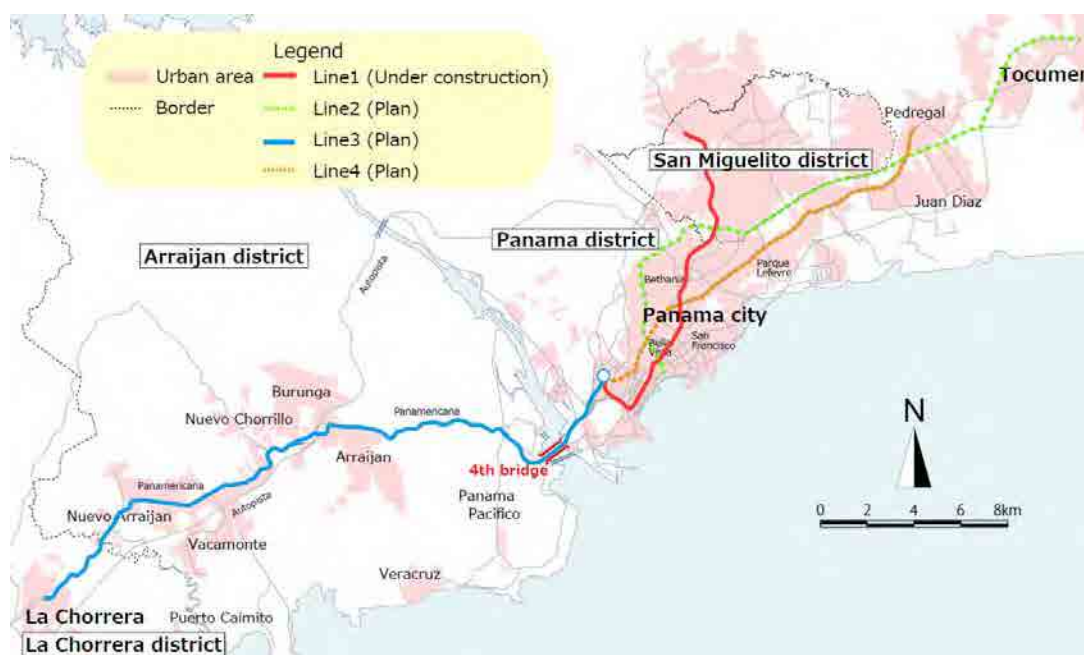 Legend
Urban area
Border
Line1 (Under construction)
Line2 (Plan)
Line3 (Plan)
Line4 (Plan)
Tocumen
Pedregal
San Miguelito district
Juan Diaz
Panama district
Arraijan district
Autopista
Parque
Lefevre
Bethania
Panama city
Bella
Vista
San
Francisco
Burunga
Nuevo Chorrillo
Panamericana
N
Arraijan
4th bridge
Panamericana
Autopista
Panama
Pacifico
0 2 4 6 8km
Nuevo Arraijan
Vacamonte
Veracruz
La Chorrera
Puerto Caimito
La Chorrera district